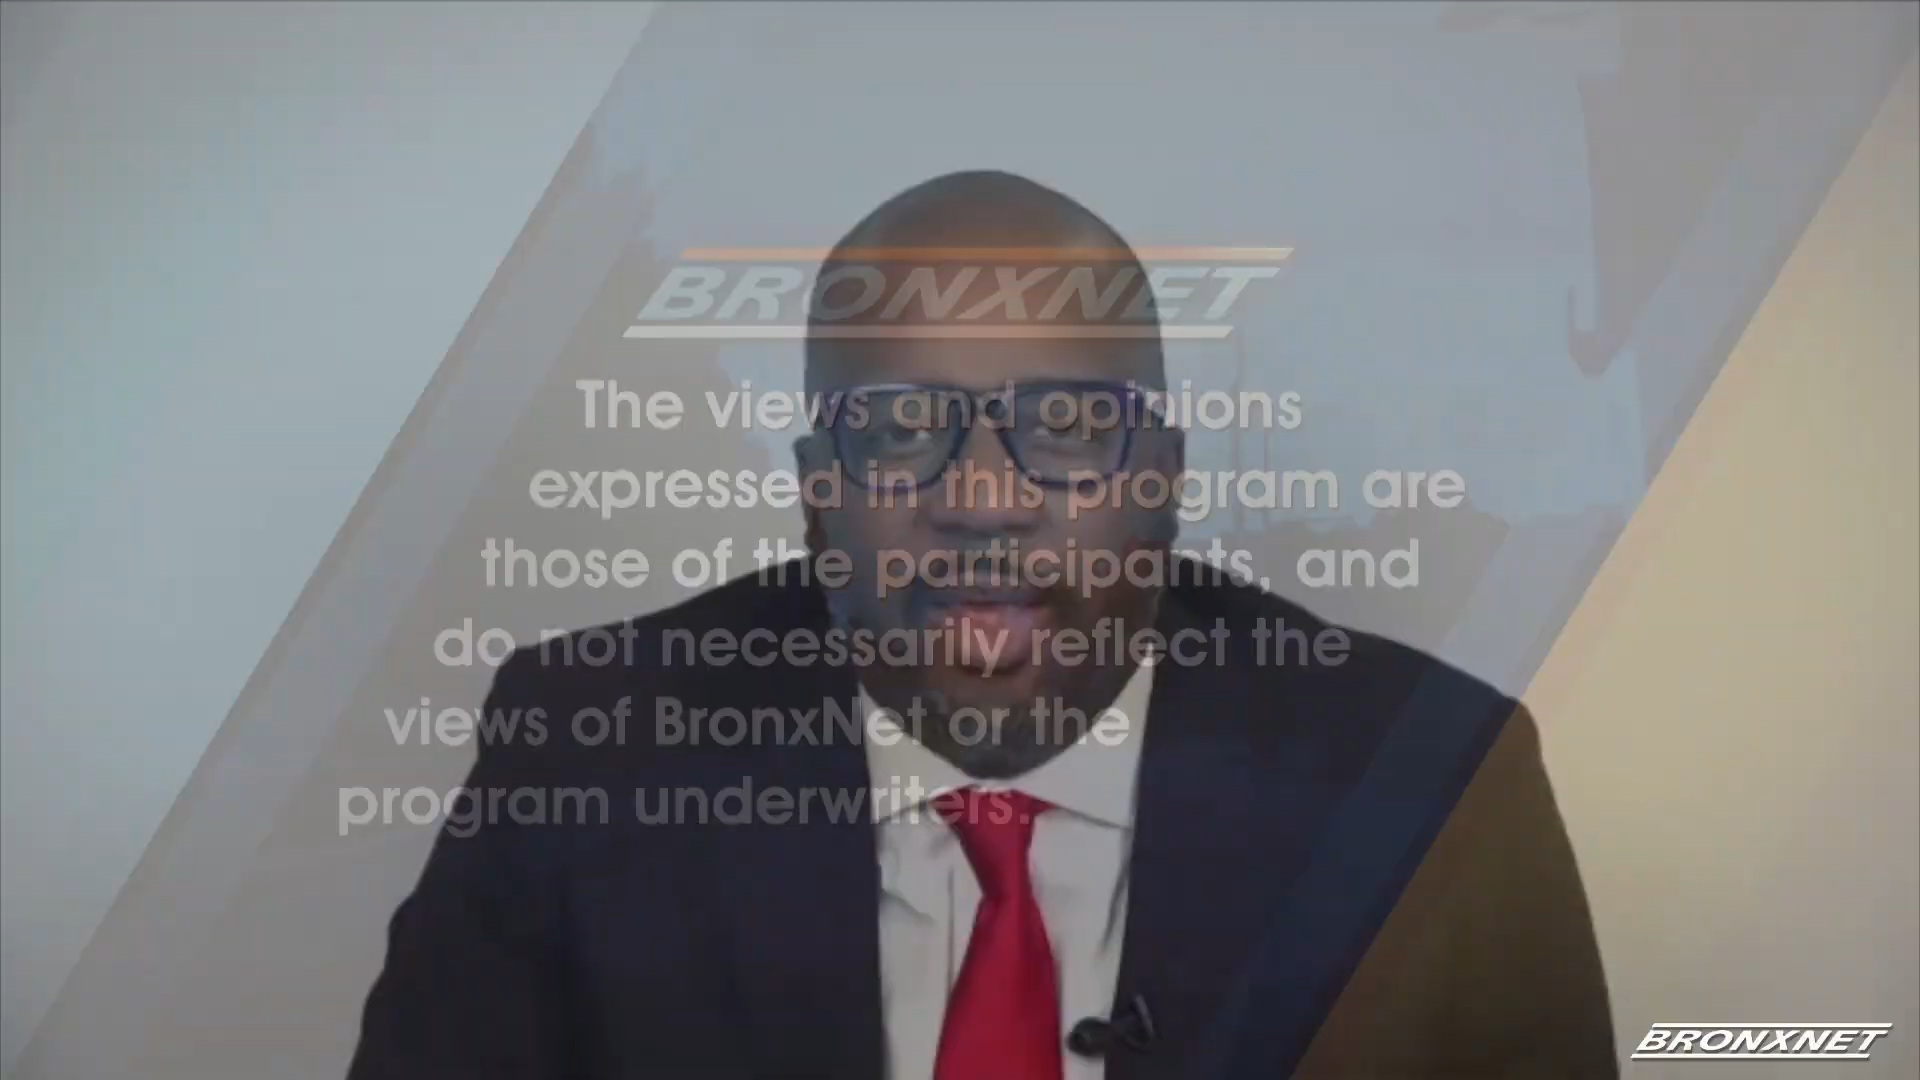 BRONXNET
The views and opinions
expressed in this program are
those of the participants, and
do not necessarily reflect the
views of BronxNet or the
program underwriters.
BRONXNET